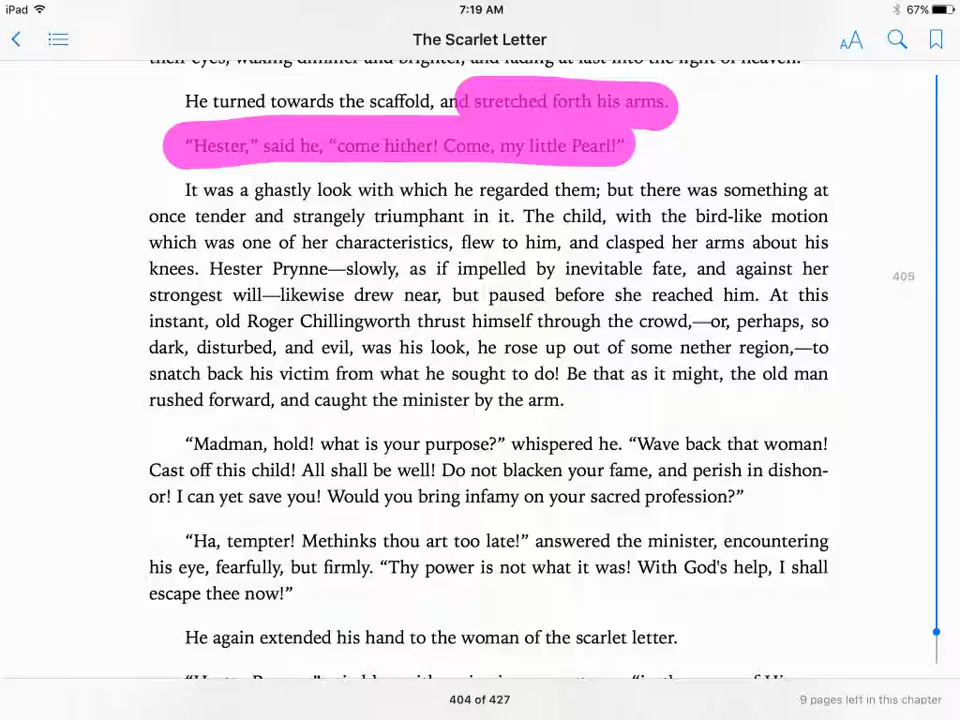 iPad 7:19 AM 67%
The Scarlet Letter AA
He turned towards the scaffold, and stretched forth his arms.
“Hester,” said he, “come hither! Come, my little Pearl!”
It was a ghastly look with which he regarded them; but there was something at
once tender and strangely triumphant in it. The child, with the bird-like motion
which was one of her characteristics, flew to him, and clasped her arms about his
knees. Hester Prynne—slowly, as if impelled by inevitable fate, and against her
strongest will—likewise drew near, but paused before she reached him. At this
405
instant, old Roger Chillingworth thrust himself through the crowd,—or, perhaps, so
dark, disturbed, and evil, was his look, he rose up out of some nether region,—to
snatch back his victim from what he sought to do! Be that as it might, the old man
rushed forward, and caught the minister by the arm.
“Madman, hold! what is your purpose?” whispered he. “Wave back that woman!
Cast off this child! All shall be well! Do not blacken your fame, and perish in dishon-
or! I can yet save you! Would you bring infamy on your sacred profession?”
“Ha, tempter! Methinks thou art too late!” answered the minister, encountering
his eye, fearfully, but firmly. “Thy power is not what it was! With God's help, I shall
escape thee now!”
He again extended his hand to the woman of the scarlet letter.
404 of 427 9 pages left in this chapter